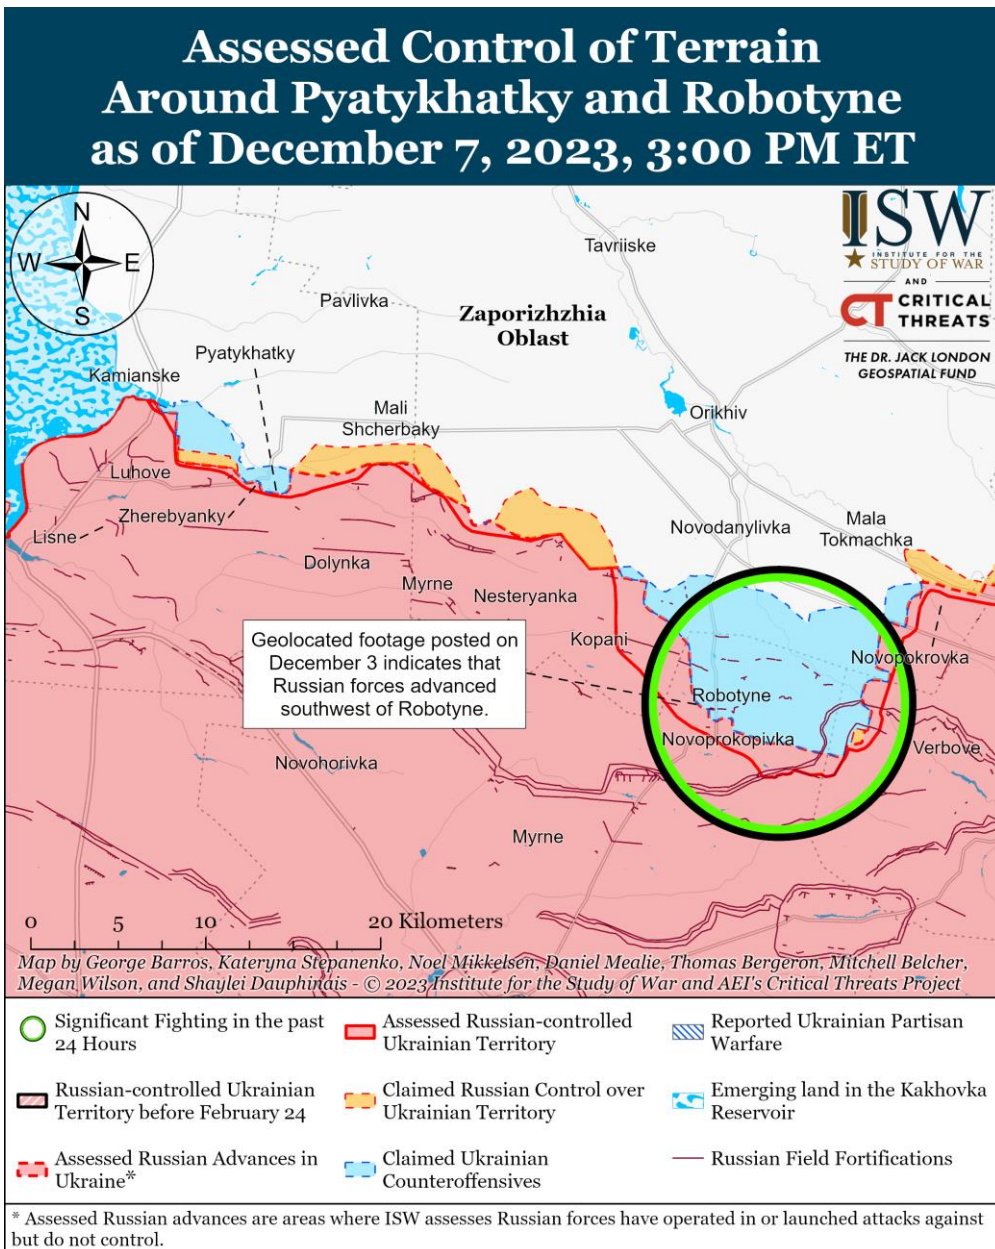 Assessed Control of Terrain
Around Pyatykhatky and Robotyne
as of December 7, 2023, 3:00 PM ET
N
W
E
S
ISW
INSTITUTE FOR THE
STUDY OF WAR
AND
CT CRITICAL
THREATS
THE DR. JACK LONDON
GEOSPATIAL FUND
Tavriiske
Pavlivka
Zaporizhzhia
Oblast
Pyatykhatky
Kamianske
Mali
Shcherbaky
Orikhiv
Luhove
Zherebyanky
Lisne
Novodanylivka
Mala
Tokmachka
Dolynka
Myrne
Nesteryanka
Geolocated footage posted on
December 3 indicates that
Russian forces advanced
southwest of Robotyne.
Kopani
Novopokrovka
Robotyne
Novoprokopivka
Verbove
Novohorivka
Myrne
0 5 10 20 Kilometers
Map by George Barros, Kateryna Stepanenko, Noel Mikkelsen, Daniel Mealie, Thomas Bergeron, Mitchell Belcher,
Megan Wilson, and Shaylei Dauphinais - © 2023 Institute for the Study of War and AEI's Critical Threats Project
Significant Fighting in the past
24 Hours
Russian-controlled Ukrainian
Territory before February 24
Assessed Russian Advances in
Ukraine*
Assessed Russian-controlled
Ukrainian Territory
Claimed Russian Control over
Ukrainian Territory
Claimed Ukrainian
Counteroffensives
Reported Ukrainian Partisan
Warfare
Emerging land in the Kakhovka
Reservoir
Russian Field Fortifications
* Assessed Russian advances are areas where ISW assesses Russian forces have operated in or launched attacks against
but do not control.